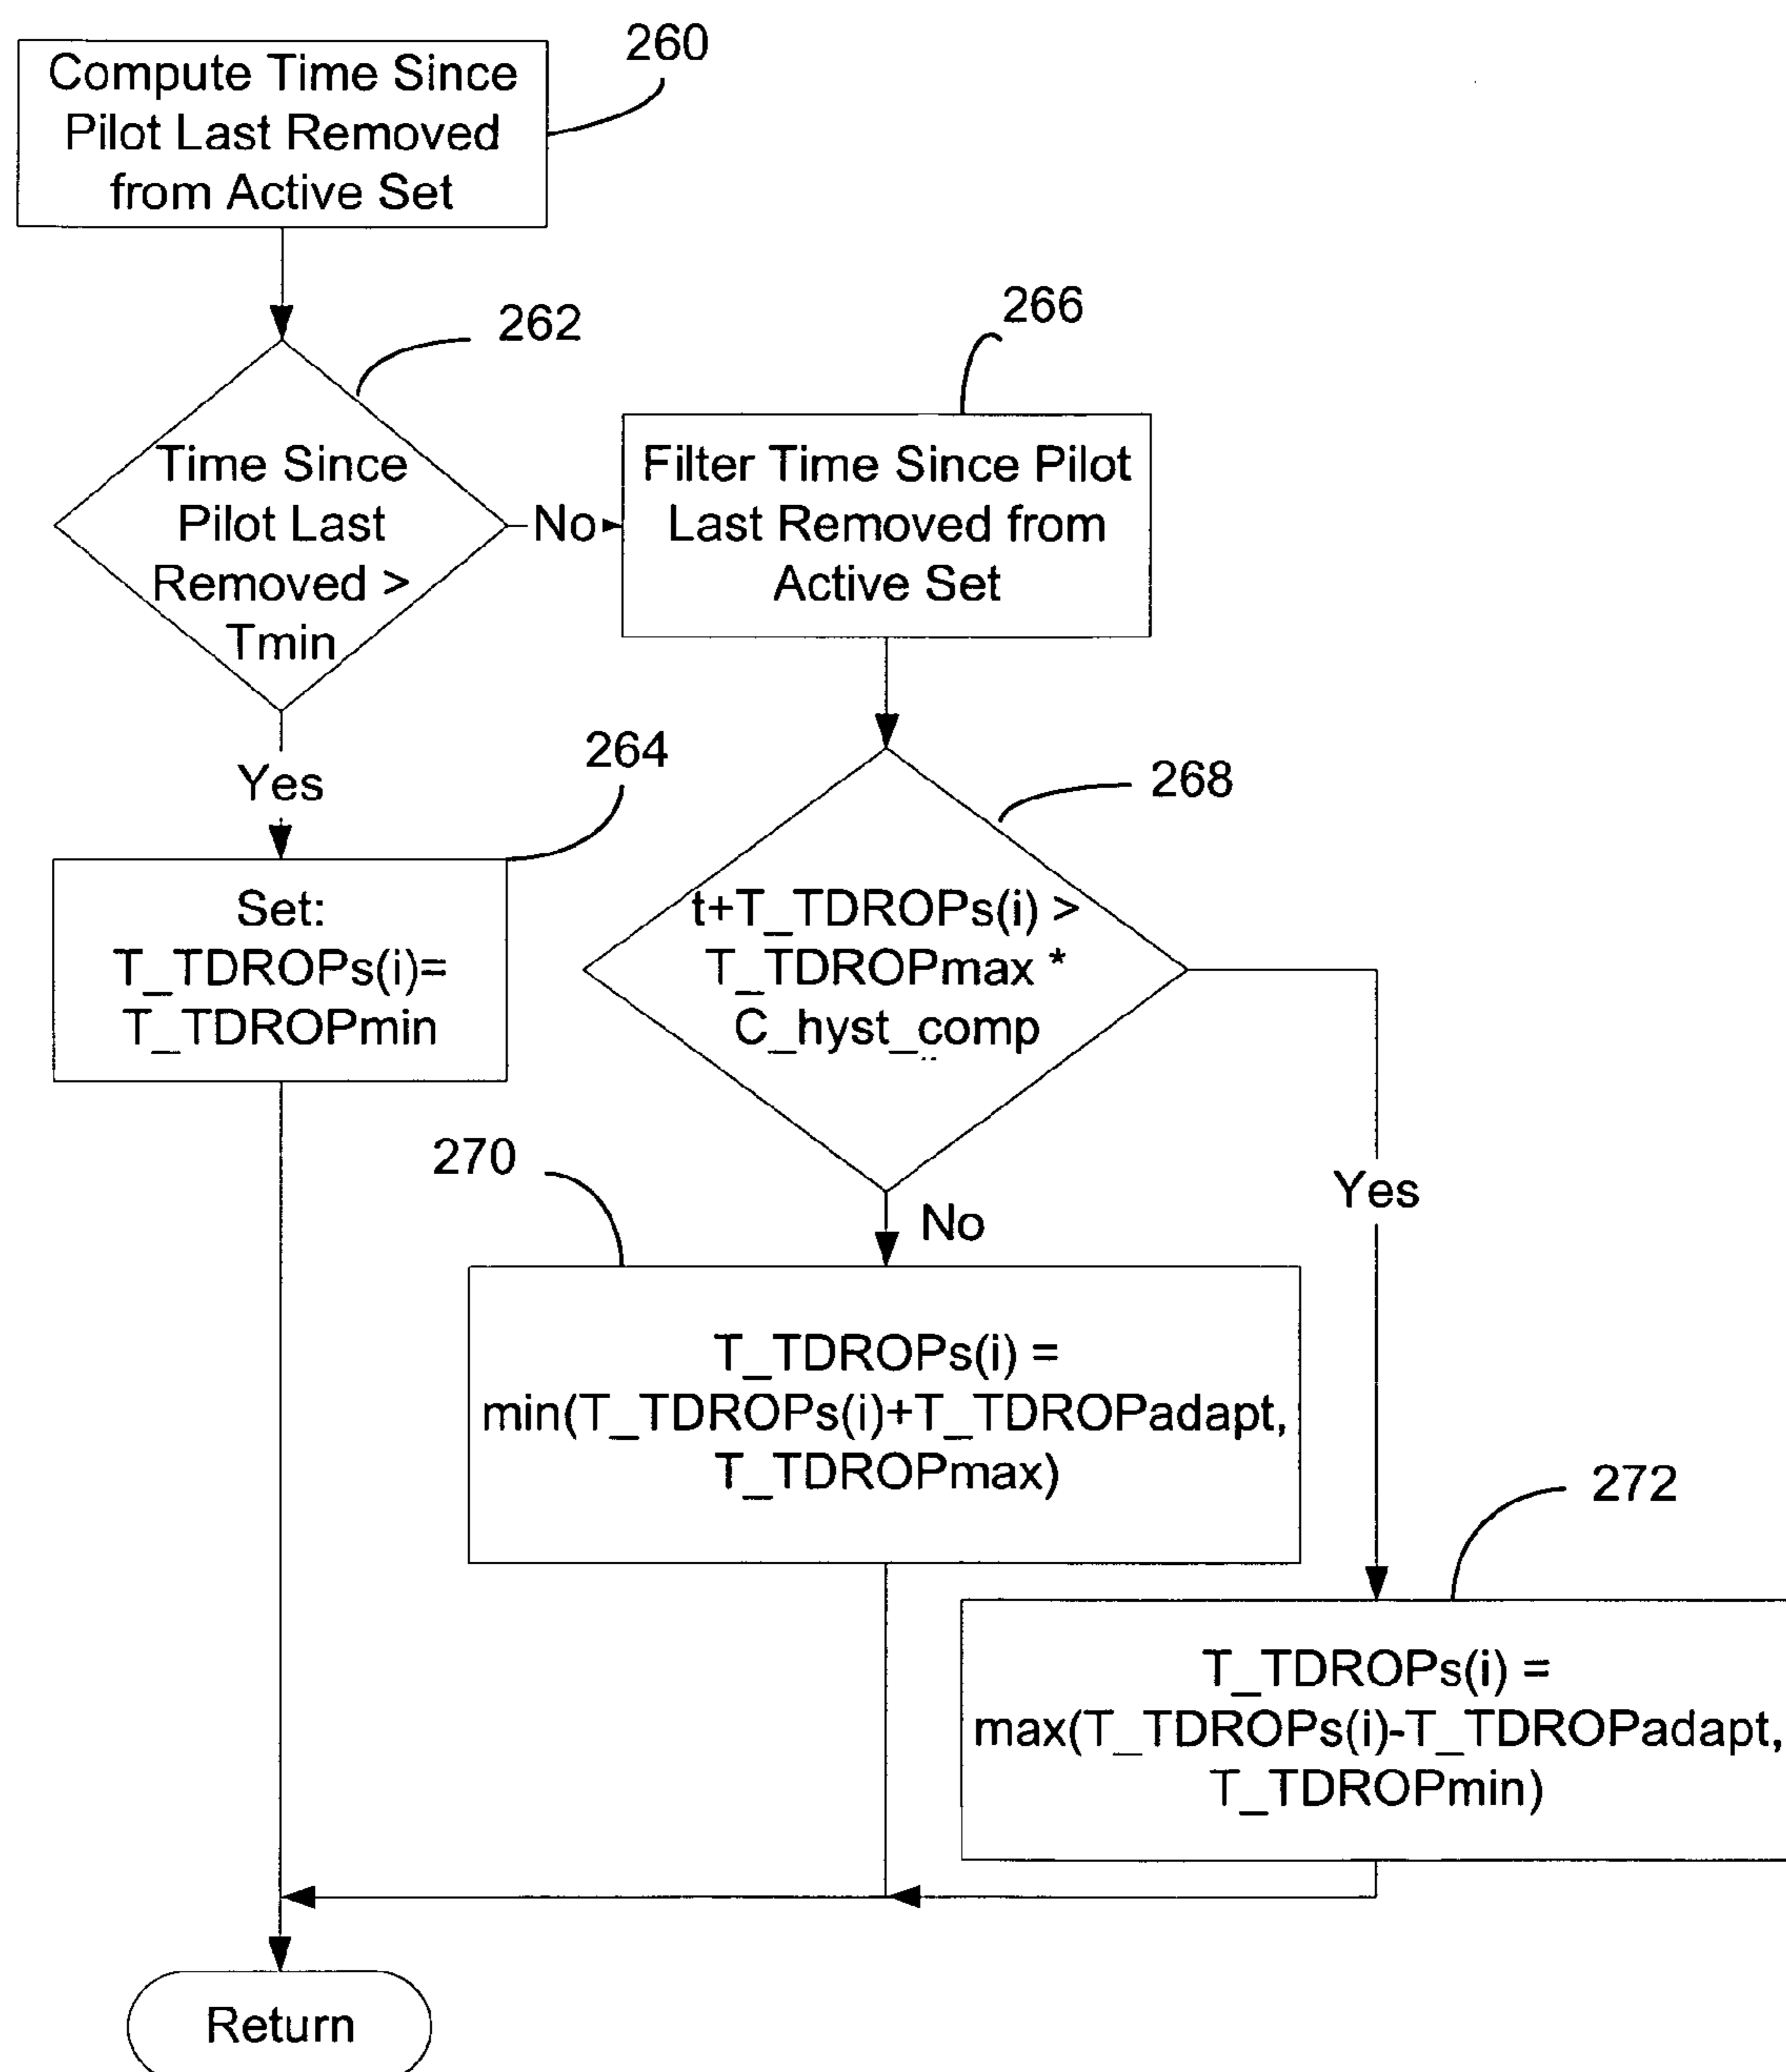 260
Compute Time Since
Pilot Last Removed
from Active Set
262
266
Time Since
Pilot Last
Removed >
Tmin
No
Filter Time Since Pilot
Last Removed from
Active Set
Yes
264
268
Set:
T_TDROPs(i)=
T_TDROPmin
t+T_TDROPs(i) >
T_TDROPmax *
C_hyst_comp
270
No
Yes
T_TDROPs(i) =
min(T_TDROPs(i)+T_TDROPadapt,
T_TDROPmax)
272
T_TDROPs(i) =
max(T_TDROPs(i)-T_TDROPadapt,
T_TDROPmin)
Return